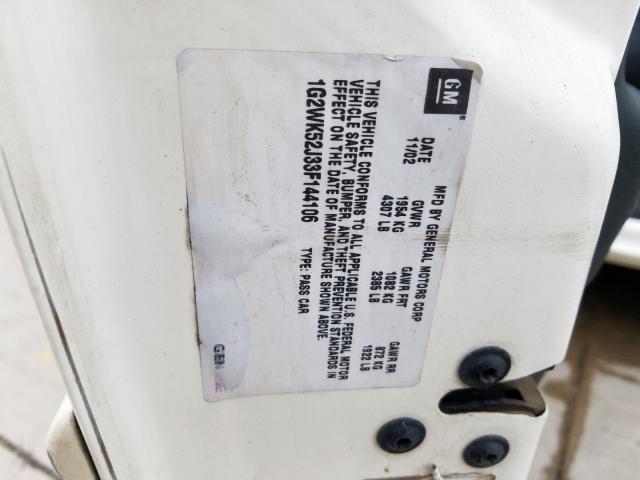 GM
MFD BY GENERAL MOTORS CORP
DATE GVWR GAWR FRT GAWR RR
11/02 1954 KG 1082 KG 872 KG
4307 LB 2385 LB 1922 LB
THIS VEHICLE CONFORMS TO ALL APPLICABLE U.S. FEDERAL MOTOR
VEHICLE SAFETY, BUMPER, AND THEFT PREVENTION STANDARDS IN
EFFECT ON THE DATE OF MANUFACTURE SHOWN ABOVE.
1G2WK52J33F144106 TYPE: PASS CAR